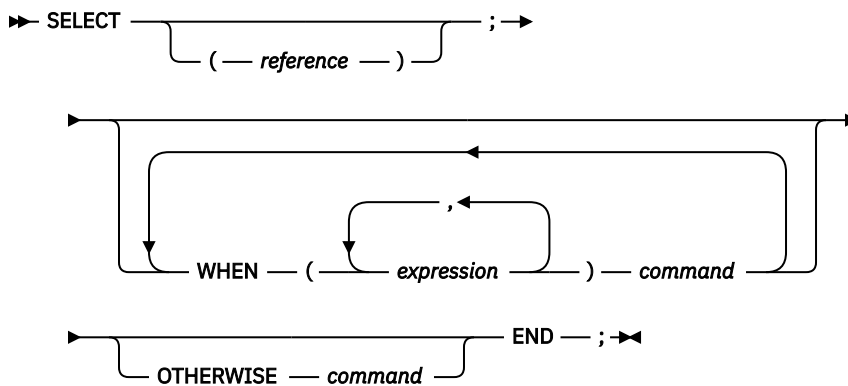 SELECT ;
( reference )
,
WHEN ( expression ) command
END ;
OTHERWISE command